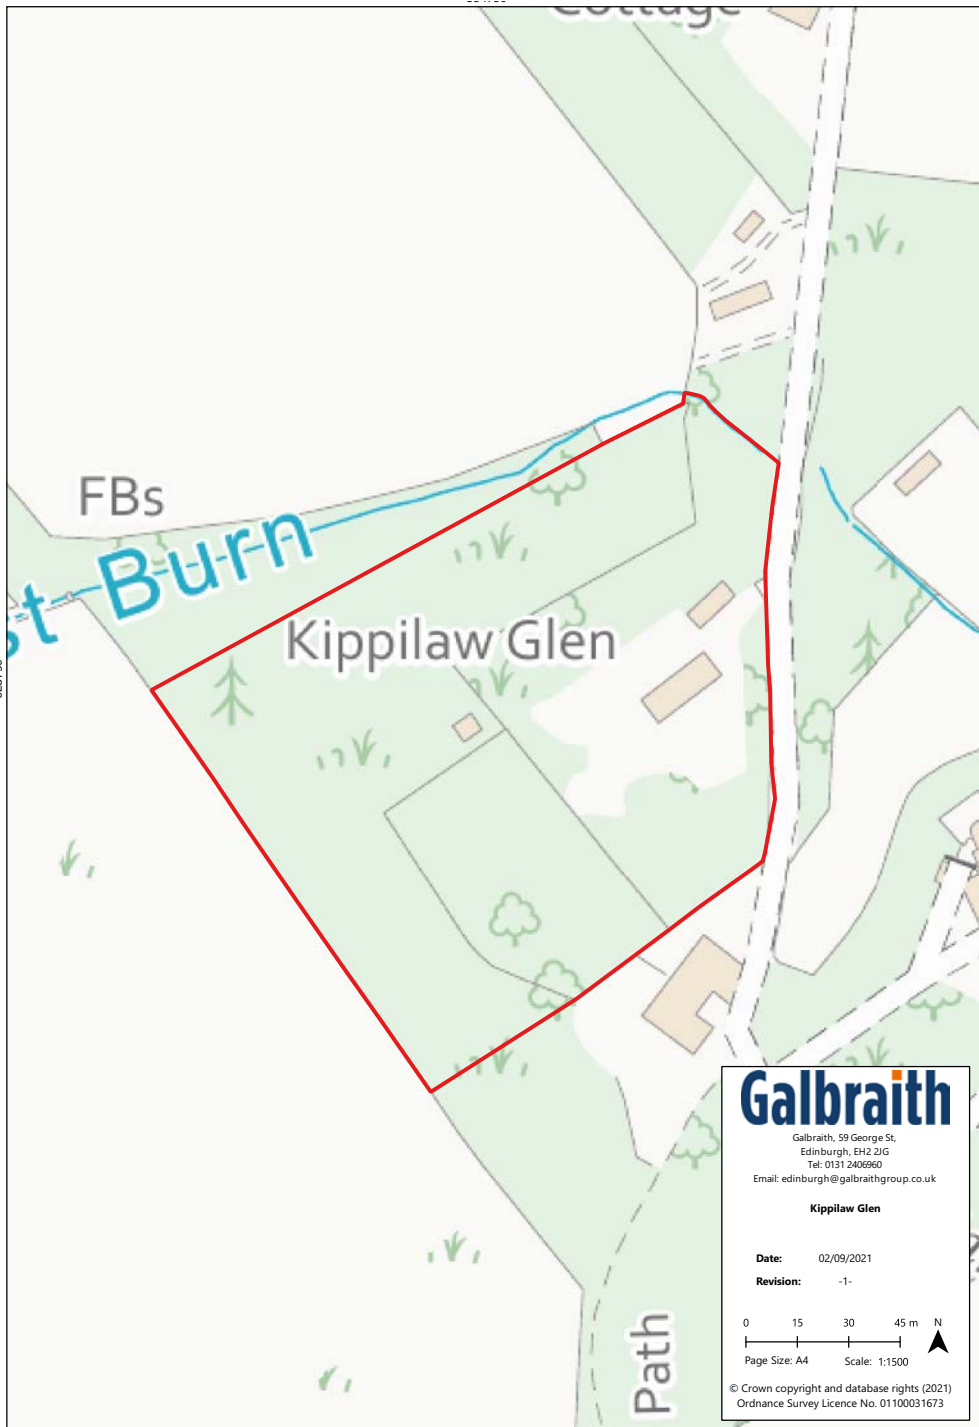 Cottage
FBs
st Burn
Kippilaw Glen
Path
Galbraith
Galbraith, 59 George St,
Edinburgh, EH2 2JG
Tel: 0131 2406960
Email: edinburgh@galbraithgroup.co.uk
Kippilaw Glen
Date: 02/09/2021
Revision: -1-
0 15 30 45 m N
Page Size: A4 Scale: 1:1500
© Crown copyright and database rights (2021)
Ordnance Survey Licence No. 01100031673